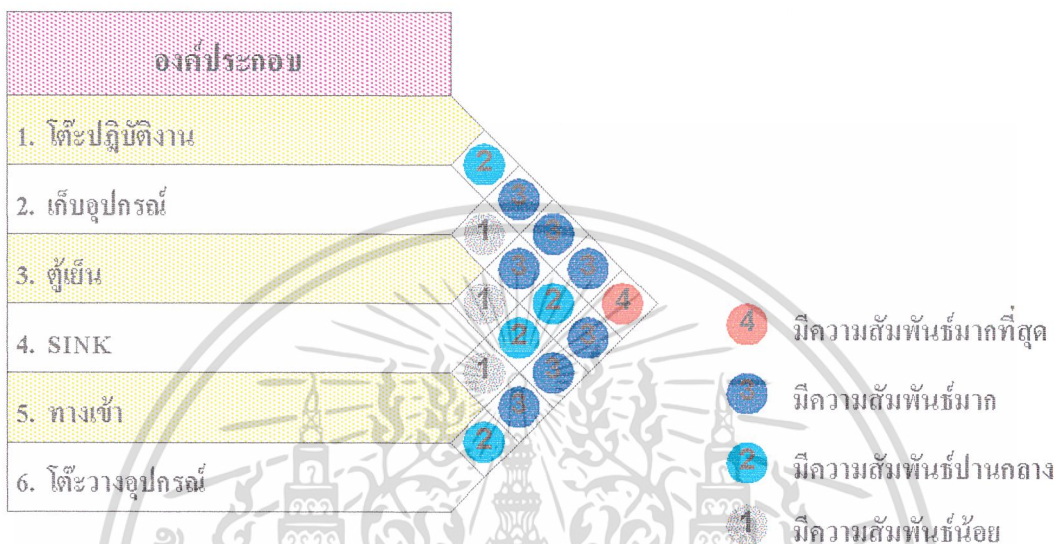 องค์ประกอบ
1. โต๊ะปฏิบัติงาน
2. เก็บอุปกรณ์
3. ตู้เย็น
4. SINK
5. ทางเข้า
6. โต๊ะวางอุปกรณ์
2
3
1 3
3 3
1 2 4
2 3
1 3
3
2
4 มีความสัมพันธ์มากที่สุด
3 มีความสัมพันธ์มาก
2 มีความสัมพันธ์ปานกลาง
1 มีความสัมพันธ์น้อย